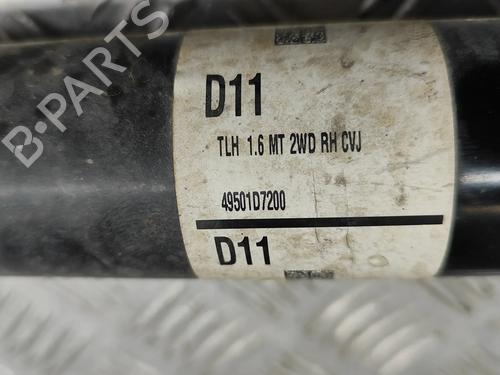 B-PARTS
D11
TLH 1.6 MT 2WD RH CVJ
49501D7200
D11